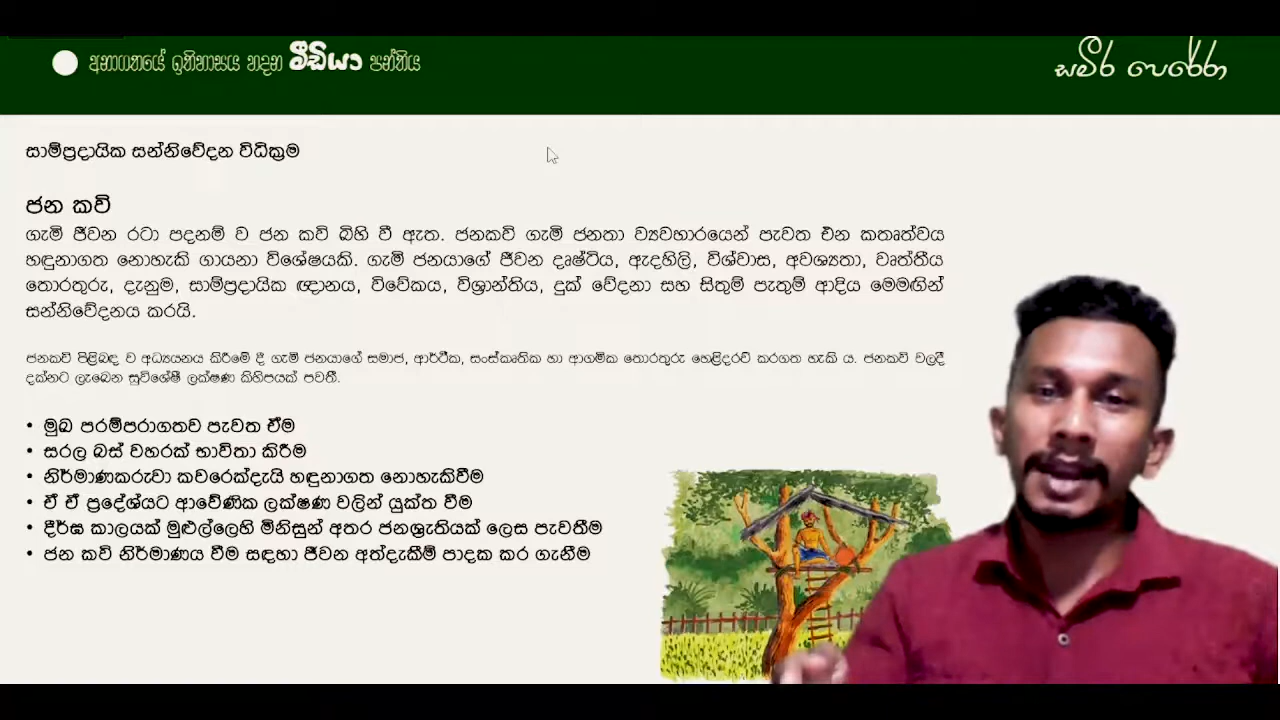 අනාගතයේ ඉතිහාසය හදන මීඩියා පන්තිය
සමීර පෙරේරා
සාම්ප්‍රදායික සන්නිවේදන විධික්‍රම
ජන කවි
ගැමි ජීවන රටා පදනම් ව ජන කවි බිහි වී ඇත. ජනකවි ගැමි ජනතා ව්‍යවහාරයෙන් පැවත එන කතෘත්වය
හඳුනාගත නොහැකි ගායනා විශේෂයකි. ගැමි ජනයාගේ ජීවන දෘෂ්ටිය, ඇදහිලි, විශ්වාස, අවශ්‍යතා, වෘත්තීය
තොරතුරු, දැනුම, සාම්ප්‍රදායික ඥානය, විවේකය, විශ්‍රාන්තිය, දුක් වේදනා සහ සිතුම් පැතුම් ආදිය මෙමඟින්
සන්නිවේදනය කරයි.
ජනකවි පිළිබඳ ව අධ්‍යයනය කිරීමේ දී ගැමි ජනයාගේ සමාජ, ආර්ථික, සංස්කෘතික හා ආගමික තොරතුරු හෙළිදරව් කරගත හැකි ය. ජනකවි වලදී
දක්නට ලැබෙන සුවිශේෂී ලක්ෂණ කිහිපයක් පවතී.
• මුඛ පරම්පරාගතව පැවත ඒම
• සරල බස් වහරක් භාවිතා කිරීම
• නිර්මාණකරුවා කවරෙක්දැයි හඳුනාගත නොහැකිවීම
• ඒ ඒ ප්‍රදේශයට ආවේණික ලක්ෂණ වලින් යුක්ත වීම
• දීර්ඝ කාලයක් මුළුල්ලෙහි මිනිසුන් අතර ජනශ්‍රැතියක් ලෙස පැවතීම
• ජන කවි නිර්මාණය වීම සඳහා ජීවන අත්දැකීම් පාදක කර ගැනීම